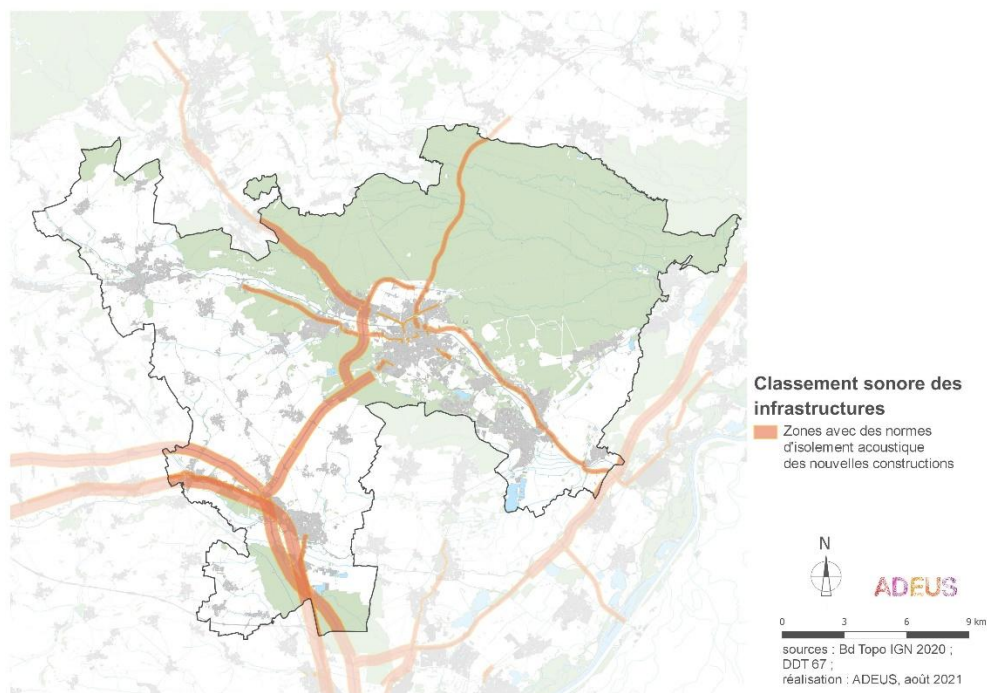 Classement sonore des
infrastructures
Zones avec des normes
d'isolement acoustique
des nouvelles constructions
N
ADEUS
0 3 6 9 km
sources : Bd Topo IGN 2020 ;
DDT 67 ;
réalisation : ADEUS, août 2021